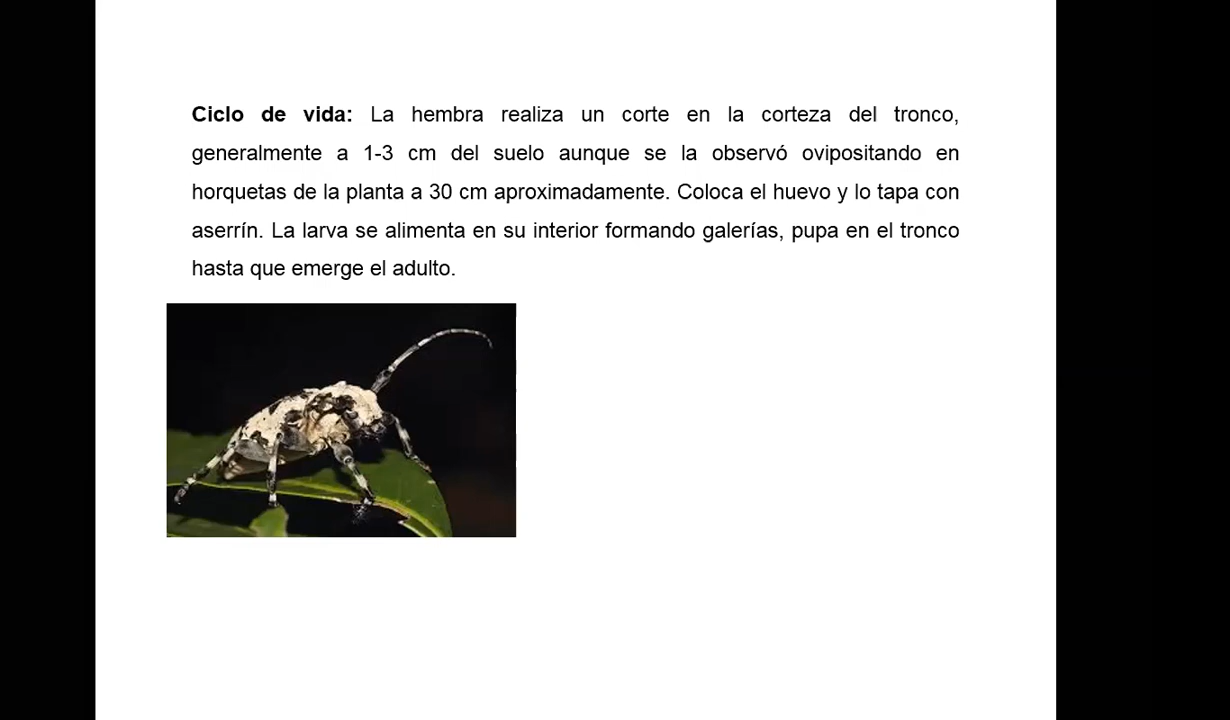 Ciclo de vida: La hembra realiza un corte en la corteza del tronco,
generalmente a 1-3 cm del suelo aunque se la observó ovipositando en
horquetas de la planta a 30 cm aproximadamente. Coloca el huevo y lo tapa con
aserrín. La larva se alimenta en su interior formando galerías, pupa en el tronco
hasta que emerge el adulto.